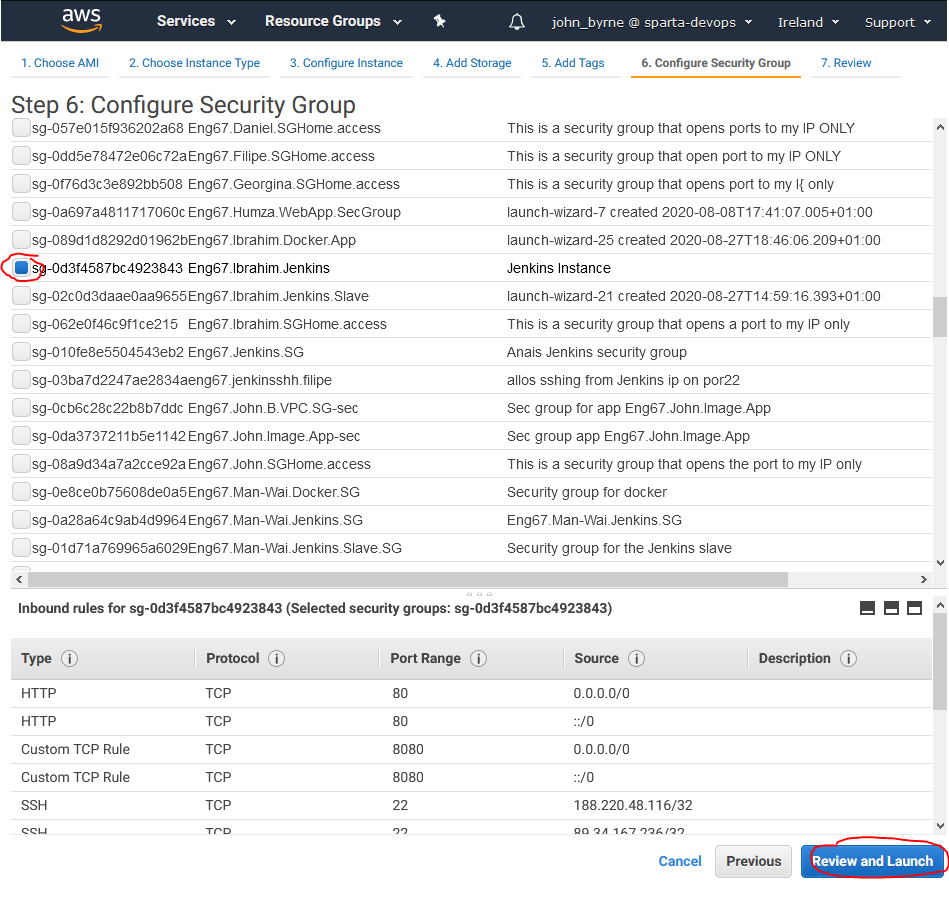 aws Services Resource Groups john_byrne @ sparta-devops Ireland Support
1. Choose AMI 2. Choose Instance Type 3. Configure Instance 4. Add Storage 5. Add Tags 6. Configure Security Group 7. Review
Step 6: Configure Security Group
sg-057e015f936202a68 Eng67.Daniel.SGHome.access This is a security group that opens ports to my IP ONLY
sg-0dd5e78472e06c72a Eng67.Filipe.SGHome.access This is a security group that open port to my IP ONLY
sg-0f76d3c3e892bb508 Eng67.Georgina.SGHome.access This is a security group that opens port to my I{ only
sg-0a697a4811717060c Eng67.Humza.WebApp.SecGroup launch-wizard-7 created 2020-08-08T17:41:07.005+01:00
sg-089d1d8292d01962b Eng67.Ibrahim.Docker.App launch-wizard-25 created 2020-08-27T18:46:06.209+01:00
sg-0d3f4587bc4923843 Eng67.Ibrahim.Jenkins Jenkins Instance
sg-02c0d3daae0aa9655 Eng67.Ibrahim.Jenkins.Slave launch-wizard-21 created 2020-08-27T14:59:16.393+01:00
sg-062e0f46c9f1ce215 Eng67.Ibrahim.SGHome.access This is a security group that opens a port to my IP only
sg-010fe8e5504543eb2 Eng67.Jenkins.SG Anais Jenkins security group
sg-03ba7d2247ae2834a eng67.jenkinsshh.filipe allos sshing from Jenkins ip on por22
sg-0cb6c28c22b8b7ddc Eng67.John.B.VPC.SG-sec Sec group for app Eng67.John.Image.App
sg-0da3737211b5e1142 Eng67.John.Image.App-sec Sec group app Eng67.John.Image.App
sg-08a9d34a7a2cce92a Eng67.John.SGHome.access This is a security group that opens the port to my IP only
sg-0e8ce0b75608de0a5 Eng67.Man-Wai.Docker.SG Security group for docker
sg-0a28a64c9ab4d9964 Eng67.Man-Wai.Jenkins.SG Eng67.Man-Wai.Jenkins.SG
sg-01d71a769965a6029 Eng67.Man-Wai.Jenkins.Slave.SG Security group for the Jenkins slave
Inbound rules for sg-0d3f4587bc4923843 (Selected security groups: sg-0d3f4587bc4923843)
Type Protocol Port Range Source Description
HTTP TCP 80 0.0.0.0/0
HTTP TCP 80 ::/0
Custom TCP Rule TCP 8080 0.0.0.0/0
Custom TCP Rule TCP 8080 ::/0
SSH TCP 22 188.220.48.116/32
SSH TCP 22 89.34.167.236/32
Cancel Previous Review and Launch